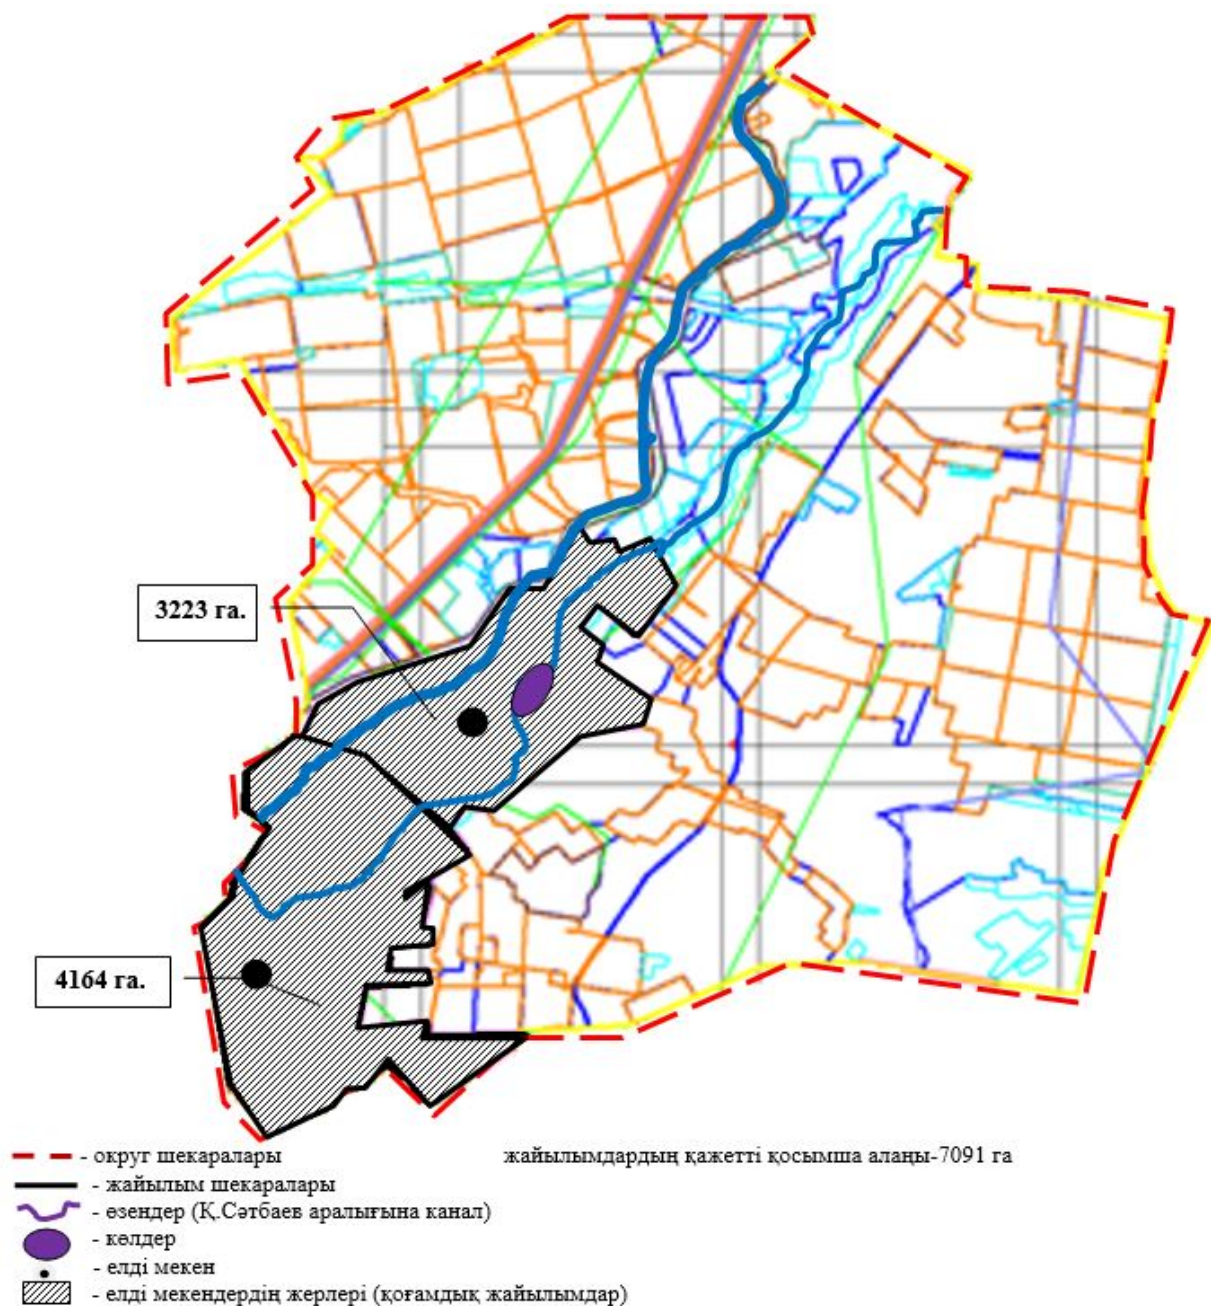 3223 га.
4164 га.
- округ шекаралары
жайылымдардың қажетті қосымша алаңы-7091 га
- жайылым шекаралары
- өзендер (Қ.Сәтбаев аралығына канал)
- көлдер
- елді мекен
- елді мекендердің жерлері (қоғамдық жайылымдар)